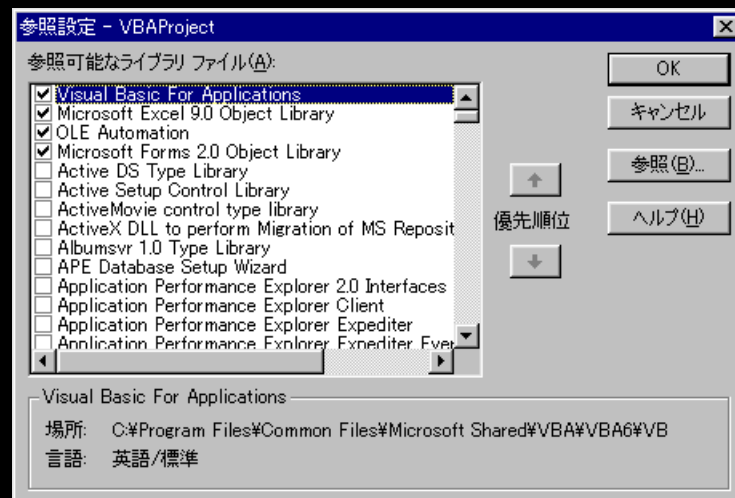 参照設定 - VBAProject
参照可能なライブラリ ファイル(A):
Visual Basic For Applications
Microsoft Excel 9.0 Object Library
OLE Automation
Microsoft Forms 2.0 Object Library
Active DS Type Library
Active Setup Control Library
ActiveMovie control type library
ActiveX DLL to perform Migration of MS Reposit
Albumsvr 1.0 Type Library
APE Database Setup Wizard
Application Performance Explorer 2.0 Interfaces
Application Performance Explorer Client
Application Performance Explorer Expediter
Application Performance Explorer Expediter Ever
優先順位
OK
キャンセル
参照(B)...
ヘルプ(H)
Visual Basic For Applications
場所: C:¥Program Files¥Common Files¥Microsoft Shared¥VBA¥VBA6¥VB
言語: 英語/標準